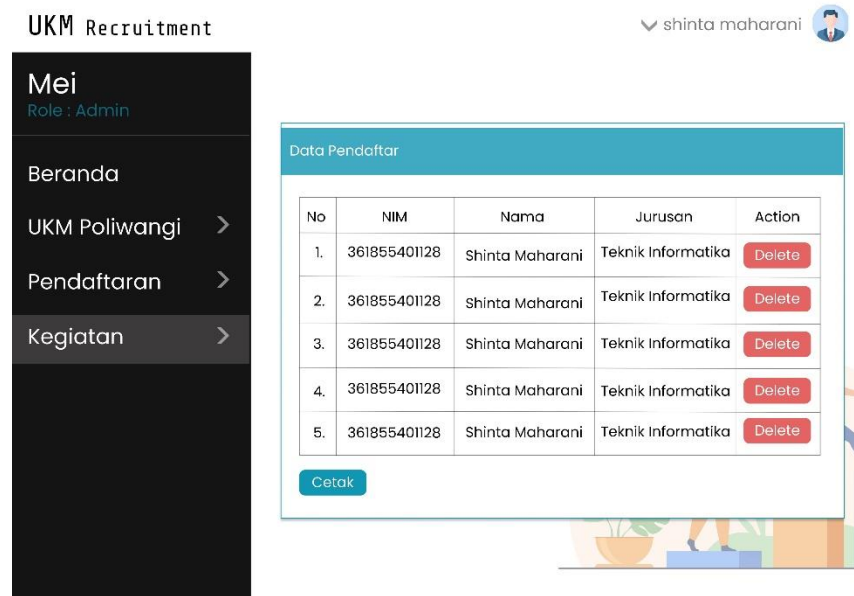 UKM Recruitment
shinta maharani
Mei
Role : Admin
Beranda
UKM Poliwangi
Pendaftaran
Kegiatan
Data Pendaftar
No NIM Nama Jurusan Action
1. 361855401128 Shinta Maharani Teknik Informatika Delete
2. 361855401128 Shinta Maharani Teknik Informatika Delete
3. 361855401128 Shinta Maharani Teknik Informatika Delete
4. 361855401128 Shinta Maharani Teknik Informatika Delete
5. 361855401128 Shinta Maharani Teknik Informatika Delete
Cetak